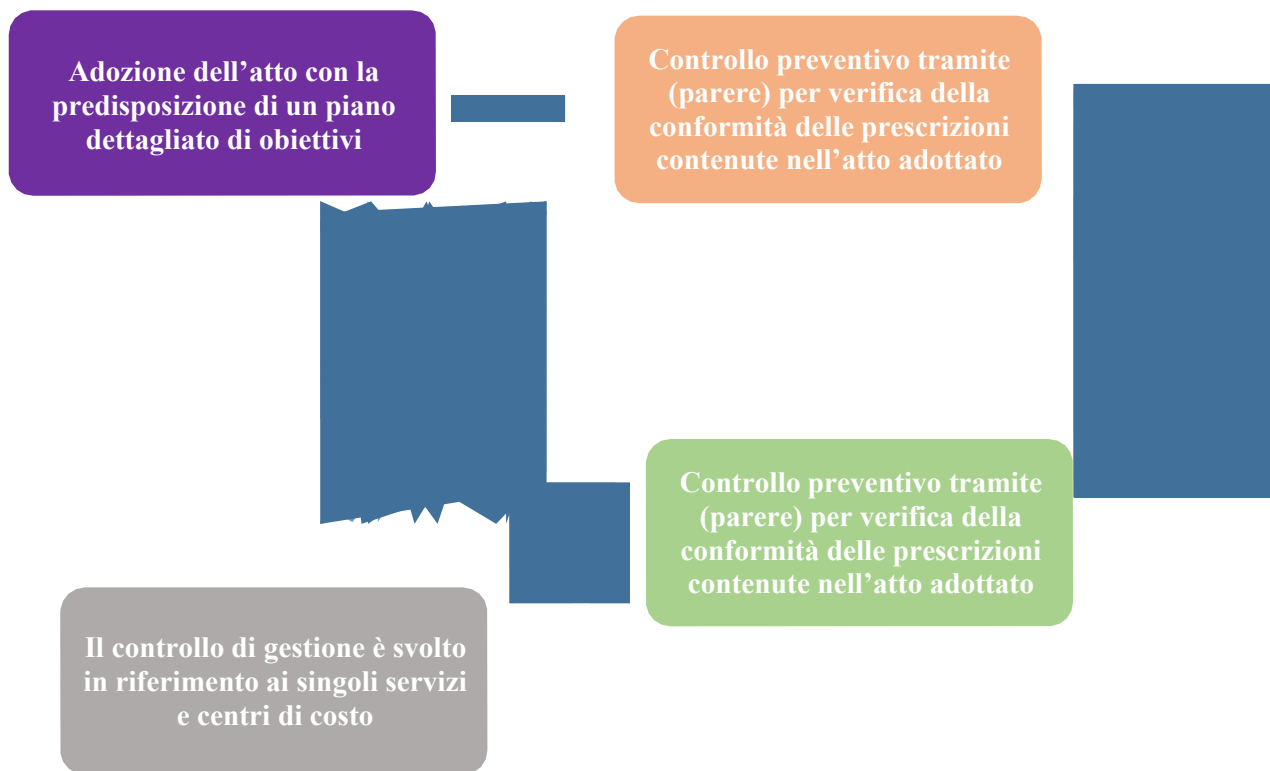 Adozione dell’atto con la
predisposizione di un piano
dettagliato di obiettivi
Controllo preventivo tramite
(parere) per verifica della
conformità delle prescrizioni
contenute nell’atto adottato
Controllo preventivo tramite
(parere) per verifica della
conformità delle prescrizioni
contenute nell’atto adottato
Il controllo di gestione è svolto
in riferimento ai singoli servizi
e centri di costo